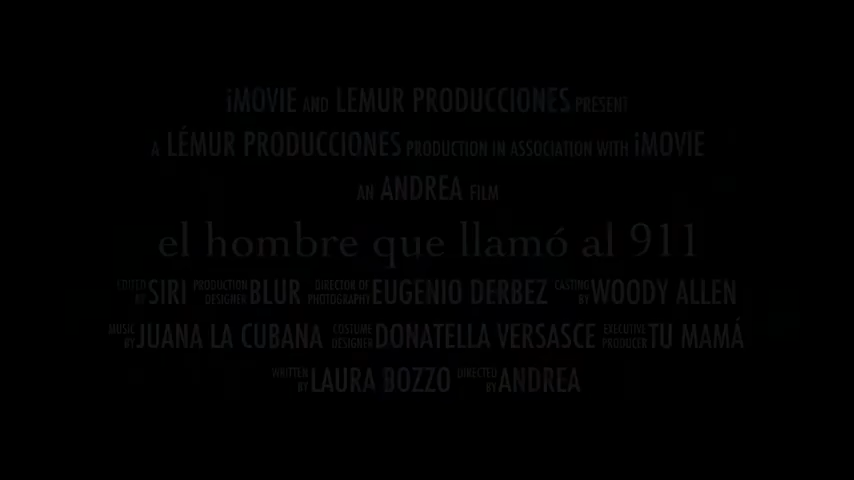 iMOVIE AND LEMUR PRODUCCIONES PRESENT
A LÉMUR PRODUCCIONES PRODUCTION IN ASSOCIATION WITH iMOVIE
AN ANDREA FILM
el hombre que llamó al 911
EDITED BY SIRI PRODUCTION DESIGNER BLUR DIRECTOR OF PHOTOGRAPHY EUGENIO DERBEZ CASTING BY WOODY ALLEN
MUSIC BY JUANA LA CUBANA COSTUME DESIGNER DONATELLA VERSASCE EXECUTIVE PRODUCER TU MAMÁ
WRITTEN BY LAURA BOZZO DIRECTED BY ANDREA